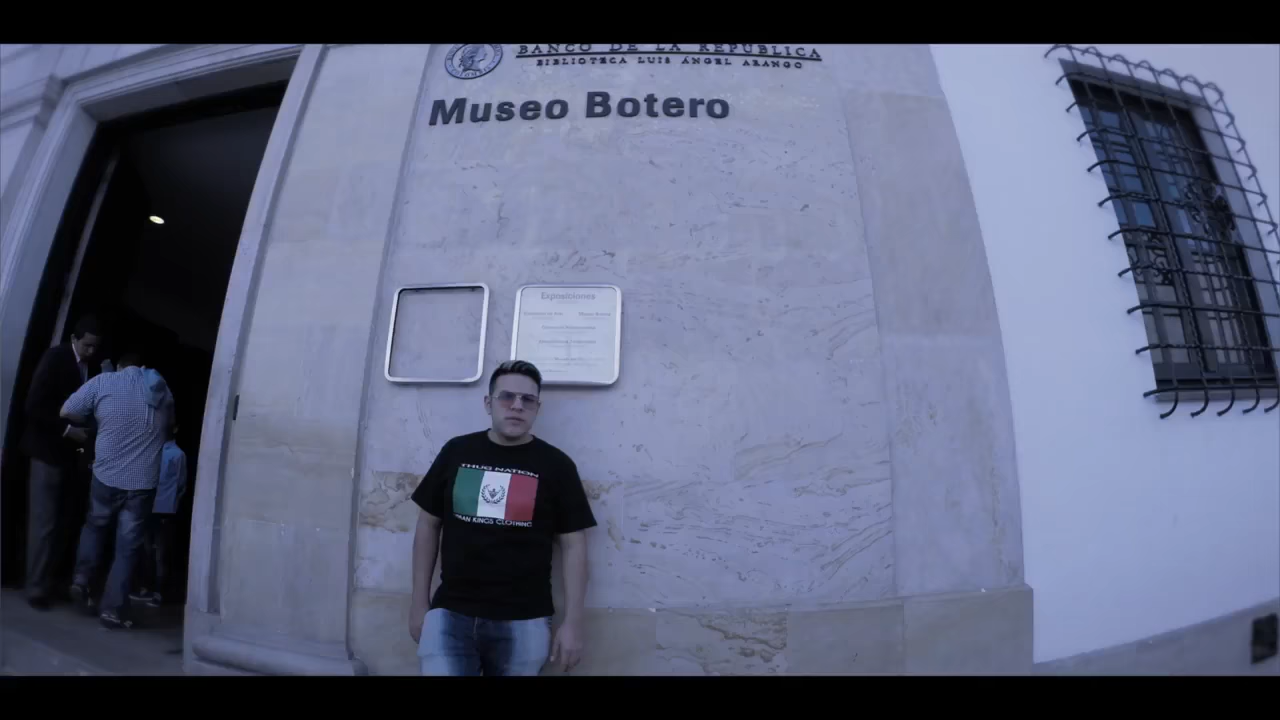 BANCO DE LA REPÚBLICA
BIBLIOTECA LUIS ÁNGEL ARANGO
Museo Botero
Exposiciones
THUG NATION
KINGS CLOTHING